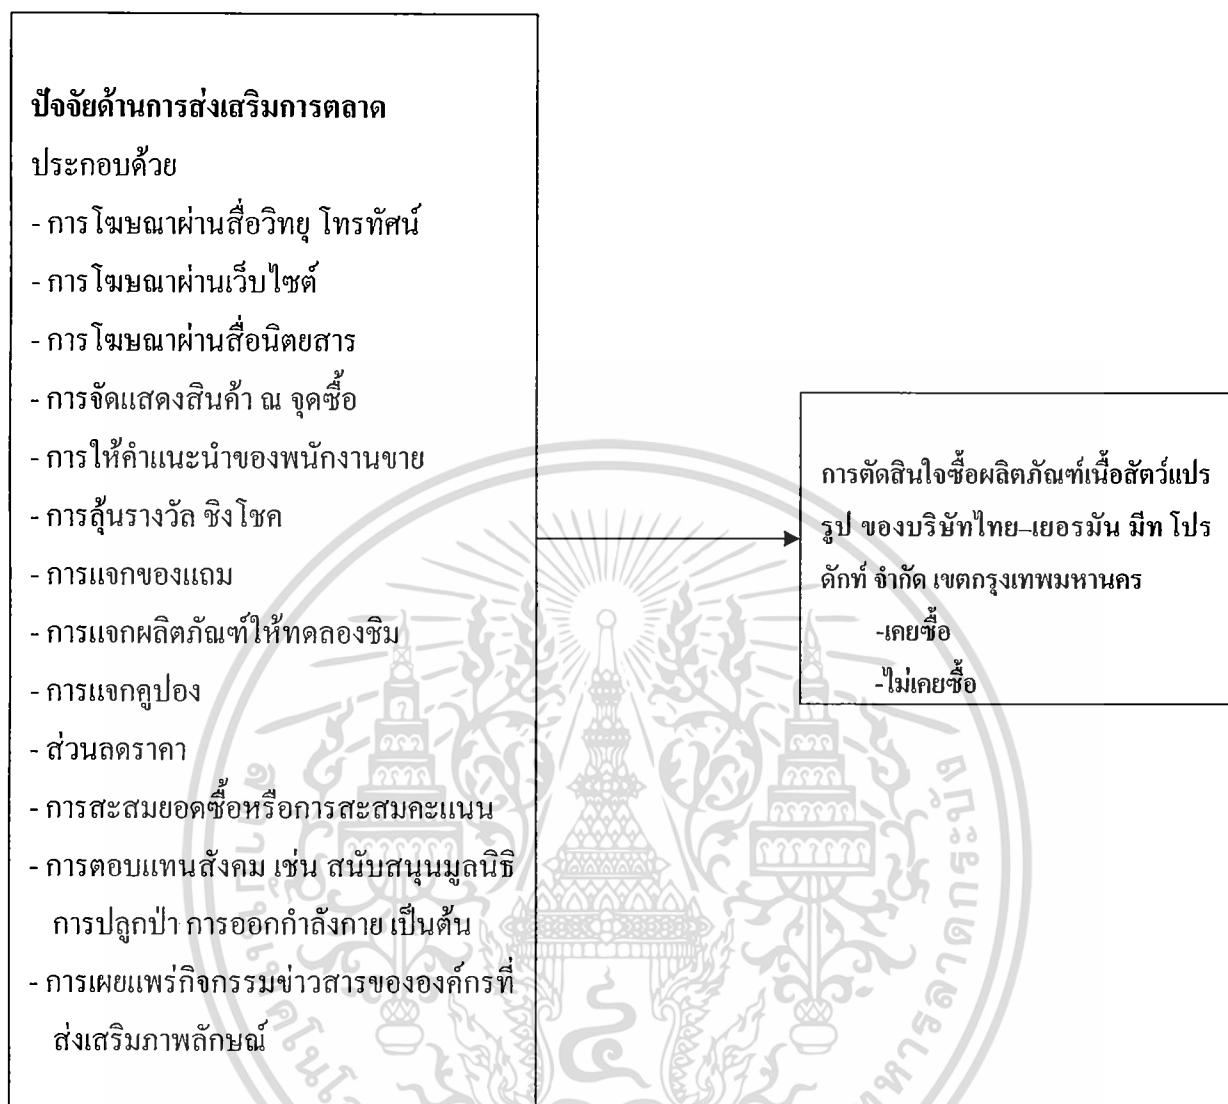 ปัจจัยด้านการส่งเสริมการตลาด
ประกอบด้วย
- การโฆษณาผ่านสื่อวิทยุ โทรทัศน์
- การโฆษณาผ่านเว็บไซต์
- การโฆษณาผ่านสื่อนิตยสาร
- การจัดแสดงสินค้า ณ จุดซื้อ
- การให้คำแนะนำของพนักงานขาย
- การลุ้นรางวัล ชิงโชค
- การแจกของแถม
- การแจกผลิตภัณฑ์ให้ทดลองชิม
- การแจกคูปอง
- ส่วนลดราคา
- การสะสมยอดซื้อหรือการสะสมคะแนน
- การตอบแทนสังคม เช่น สนับสนุนมูลนิธิ
การปลูกป่า การออกกำลังกาย เป็นต้น
- การเผยแพร่กิจกรรมข่าวสารขององค์กรที่
ส่งเสริมภาพลักษณ์
การตัดสินใจซื้อผลิตภัณฑ์เนื้อสัตว์แปร
รูป ของบริษัทไทย–เยอรมัน มีท โปร
ดักท์ จำกัด เขตกรุงเทพมหานคร
-เคยซื้อ
-ไม่เคยซื้อ